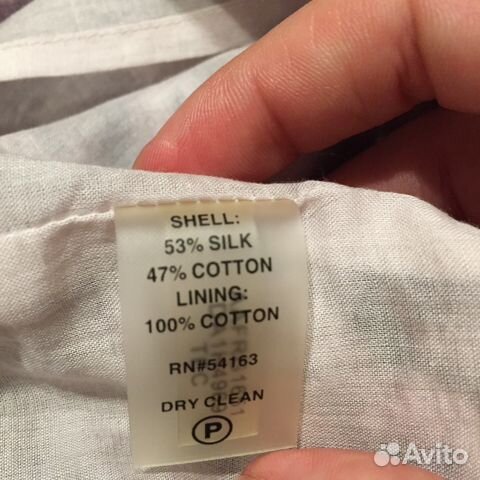 SHELL:
53% SILK
47% COTTON
LINING:
100% COTTON
RN#54163
DRY CLEAN
P
Avito